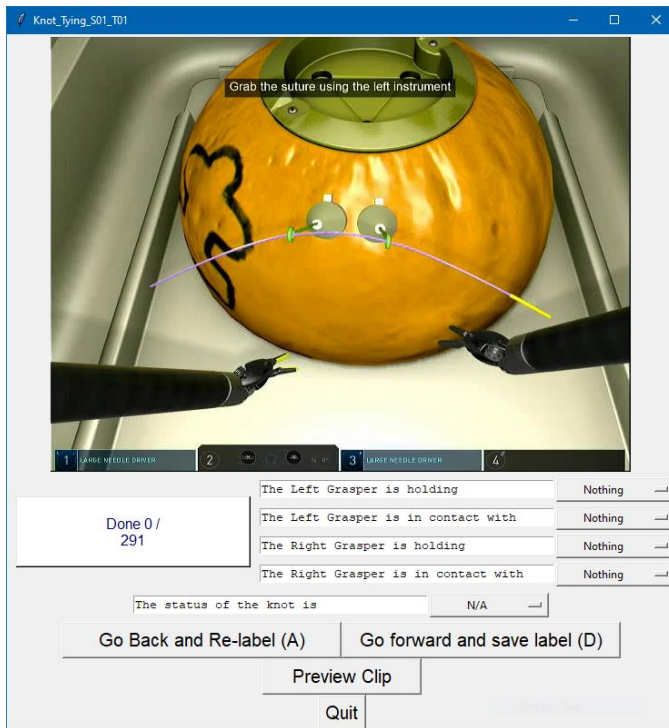 Knot_Tying_S01_T01
Grab the suture using the left instrument
1 LARGE NEEDLE DRIVER 2 3 LARGE NEEDLE DRIVER 4
Done 0 /
291
The Left Grasper is holding Nothing
The Left Grasper is in contact with Nothing
The Right Grasper is holding Nothing
The Right Grasper is in contact with Nothing
The status of the knot is N/A
Go Back and Re-label (A) Go forward and save label (D)
Preview Clip
Quit